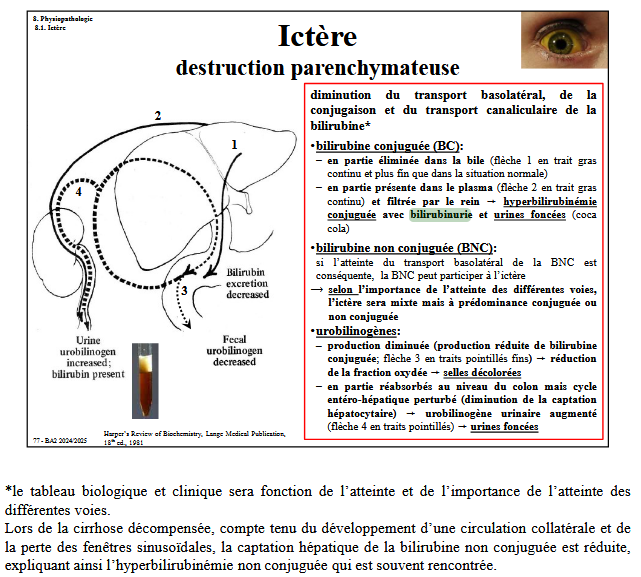 8. Physiopathologie
8.1. Ictère
Ictère
destruction parenchymateuse
2
1
4
3
Bilirubin
excretion
decreased
Urine
urobilinogen
increased;
bilirubin present
Fecal
urobilinogen
decreased
77 - BA2 2024/2025
Harper's Review of Biochemistry, Lange Medical Publication,
18th ed., 1981
diminution du transport basolatéral, de la
conjugaison et du transport canaliculaire de la
bilirubine*
•bilirubine conjuguée (BC):
– en partie éliminée dans la bile (flèche 1 en trait gras
continu et plus fin que dans la situation normale)
– en partie présente dans le plasma (flèche 2 en trait gras
continu) et filtrée par le rein → hyperbilirubinémie
conjuguée avec bilirubinurie et urines foncées (coca
cola)
•bilirubine non conjuguée (BNC):
si l'atteinte du transport basolatéral de la BNC est
conséquente, la BNC peut participer à l'ictère
→ selon l'importance de l'atteinte des différentes voies,
l'ictère sera mixte mais à prédominance conjuguée ou
non conjuguée
•urobilinogènes:
– production diminuée (production réduite de bilirubine
conjuguée; flèche 3 en traits pointillés fins) → réduction
de la fraction oxydée → selles décolorées
– en partie réabsorbés au niveau du colon mais cycle
entéro-hépatique perturbé (diminution de la captation
hépatocytaire) → urobilinogène urinaire augmenté
(flèche 4 en traits pointillés) → urines foncées
*le tableau biologique et clinique sera fonction de l'atteinte et de l'importance de l'atteinte des
différentes voies.
Lors de la cirrhose décompensée, compte tenu du développement d'une circulation collatérale et de
la perte des fenêtres sinusoïdales, la captation hépatique de la bilirubine non conjuguée est réduite,
expliquant ainsi l'hyperbilirubinémie non conjuguée qui est souvent rencontrée.